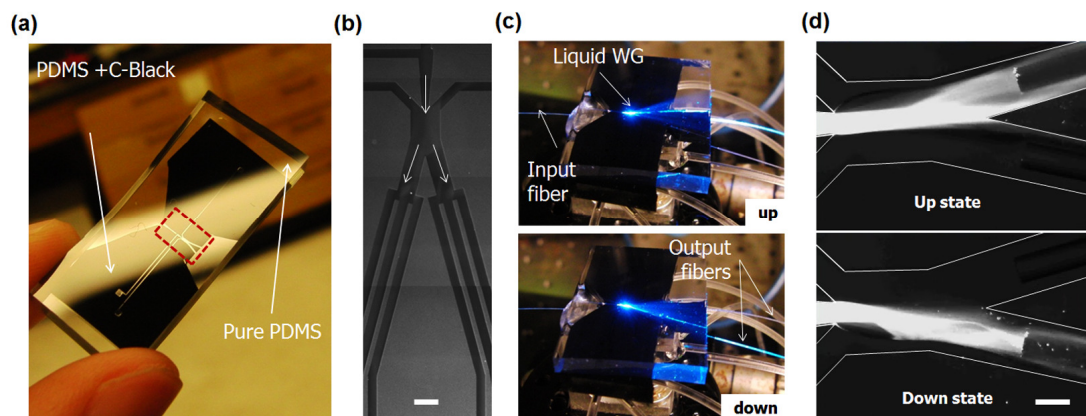 (a)
PDMS +C-Black
Pure PDMS
(b)
(c)
Liquid WG
Input
fiber
up
Output
fibers
down
(d)
Up state
Down state